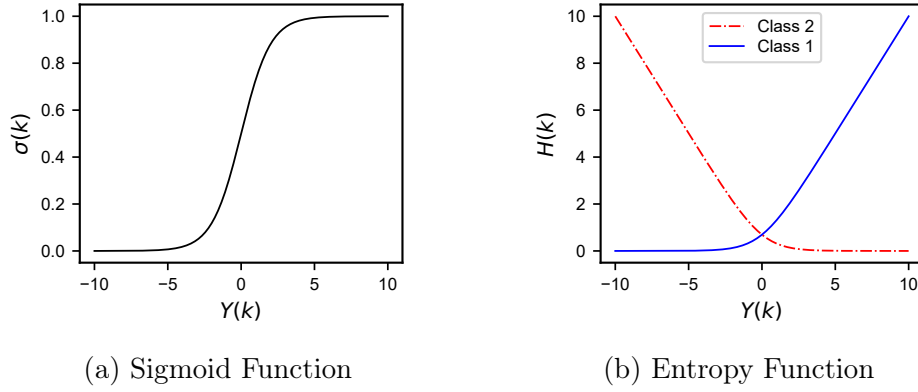 1.0
0.8
0.6
0.4
0.2
0.0
σ(k)
−10 −5 0 5 10
Y(k)
(a) Sigmoid Function
10
8
6
4
2
0
H(k)
Class 2
Class 1
−10 −5 0 5 10
Y(k)
(b) Entropy Function